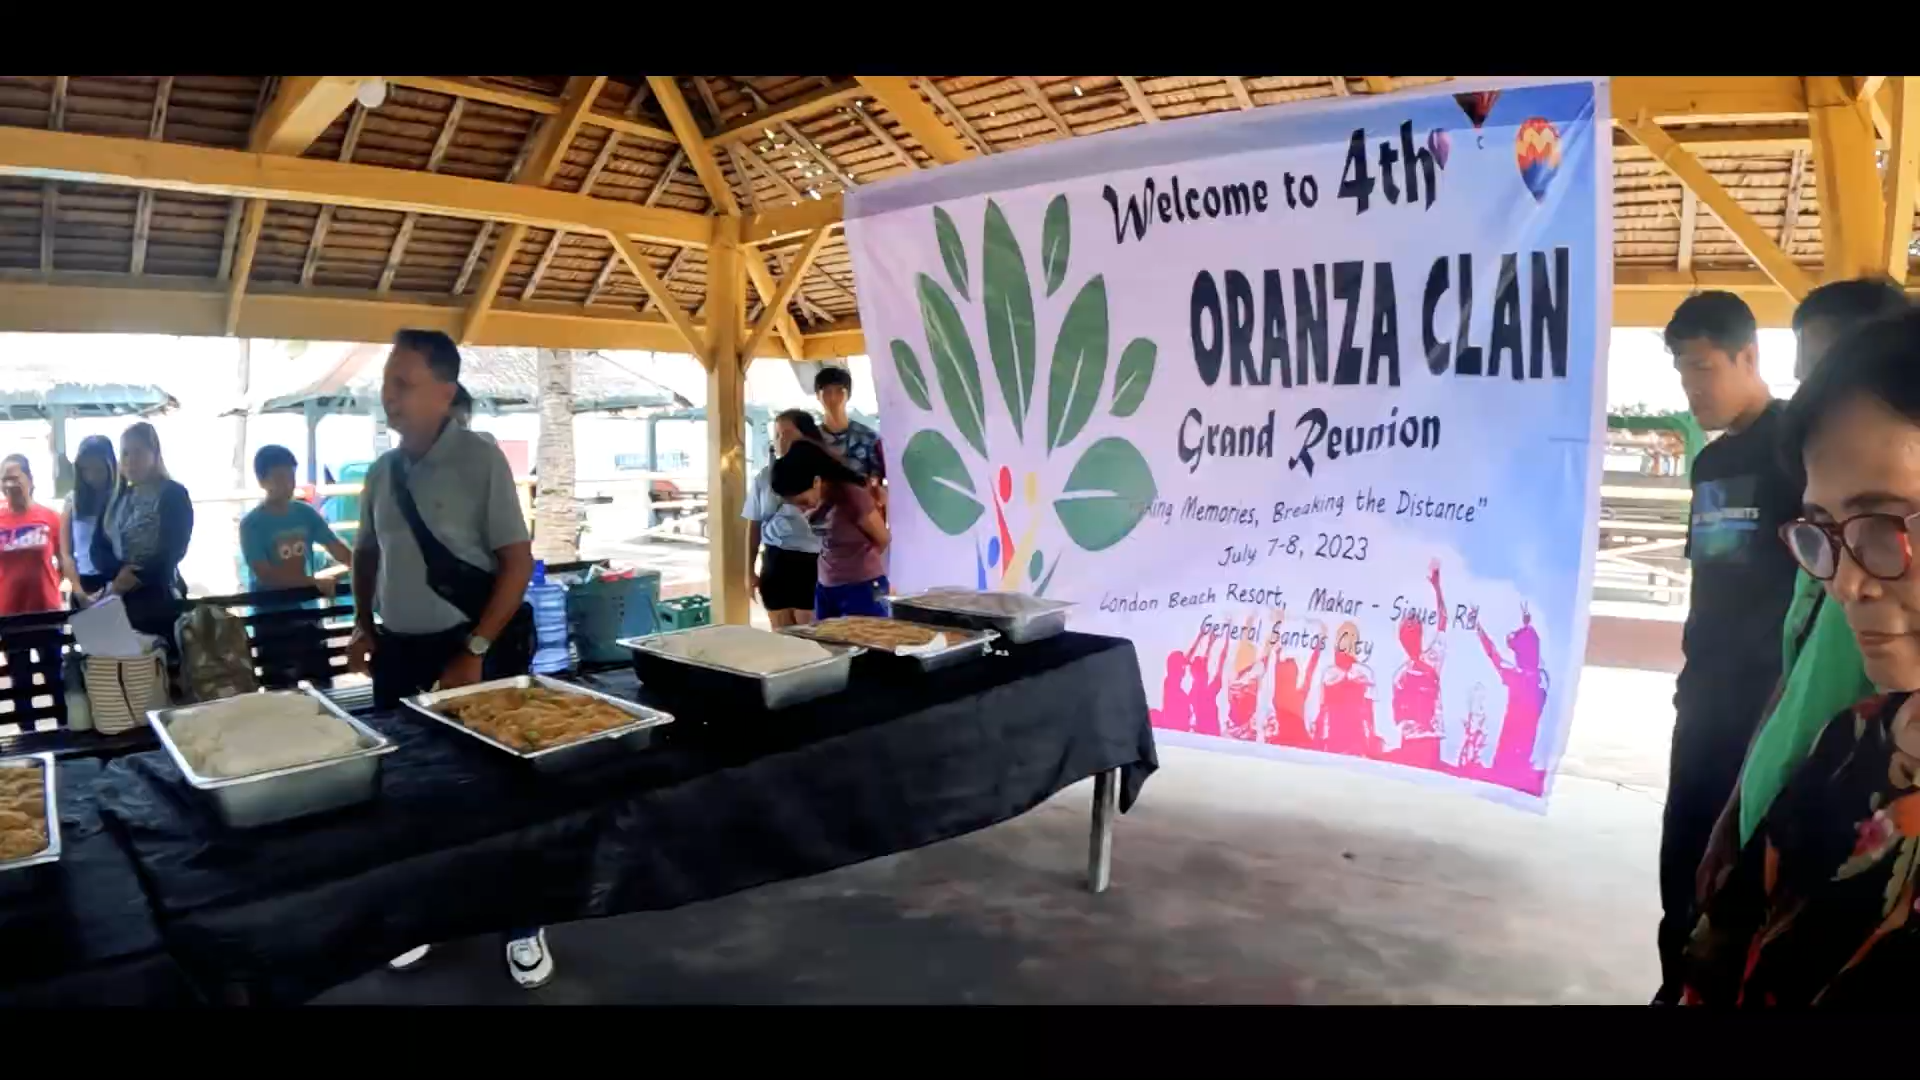 Welcome to 4th
ORANZA CLAN
Grand Reunion
Memories, Breaking the Distance"
July 7-8, 2023
London Beach Resort, Makar - Siguel Rd.
General Santos City